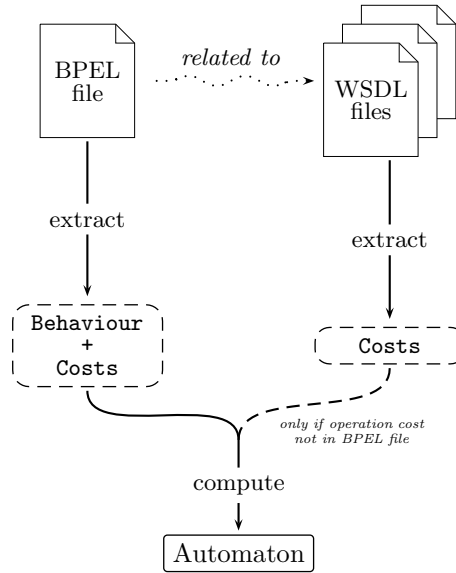 BPEL
file
related to
WSDL
files
extract
extract
Behaviour
+
Costs
Costs
only if operation cost
not in BPEL file
compute
Automaton